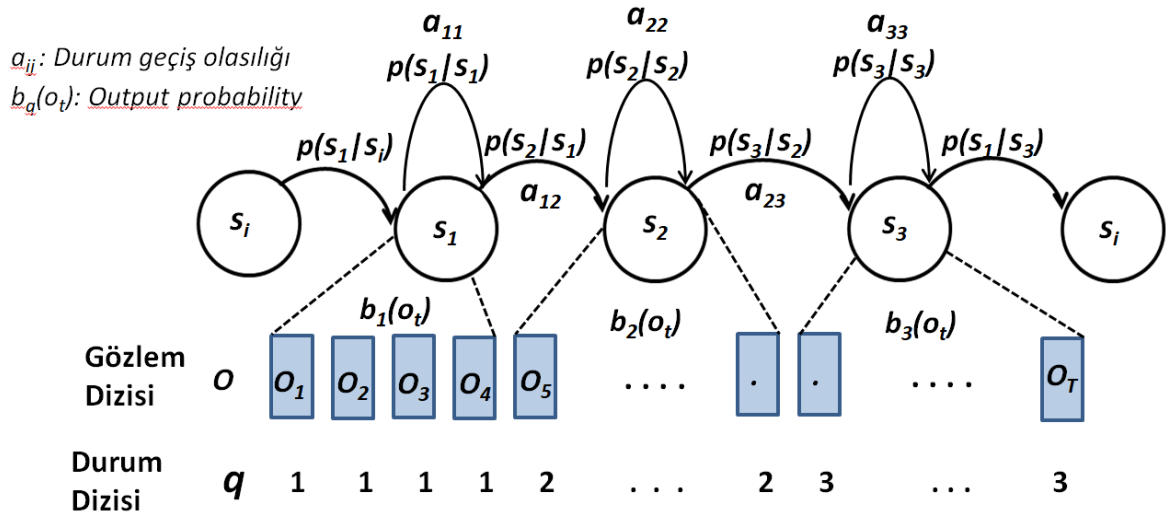 a11 a22 a33
aij: Durum geçiş olasılığı
p(s1|s1) p(s2|s2) p(s3|s3)
bq(ot): Output probability
p(s1|si) p(s2|s1) p(s3|s2) p(s1|s3)
a12 a23
si s1 s2 s3 si
b1(ot) b2(ot) b3(ot)
Gözlem
Dizisi O O1 O2 O3 O4 O5 .... . . .... OT
Durum
Dizisi q 1 1 1 1 2 ... 2 3 ... 3